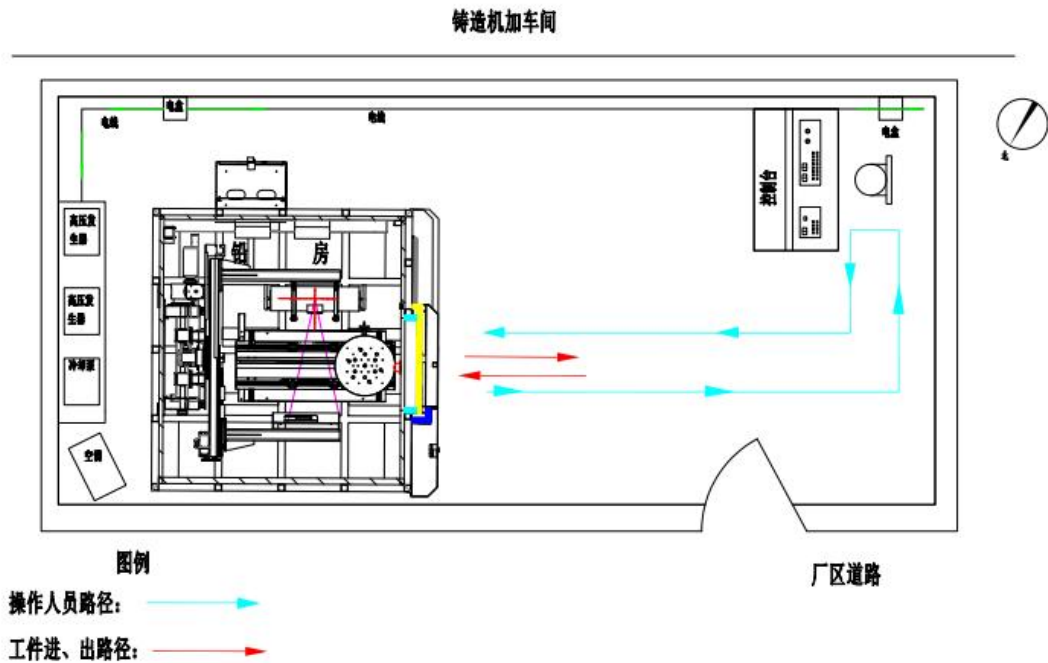 铸造机加车间
电盒
电线
电线
电盒
北
控制台
高压发
生器
铅 房
高压发
生器
冷却泵
空调
图例
厂区道路
操作人员路径：
工件进、出路径：